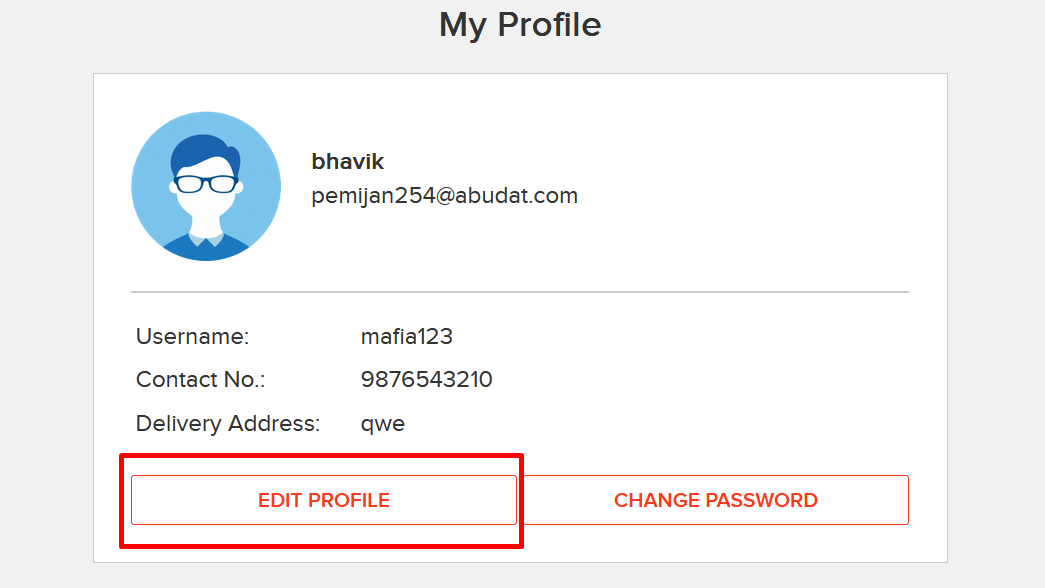 My Profile
bhavik
pemijan254@abudat.com
Username: mafia123
Contact No.: 9876543210
Delivery Address: qwe
EDIT PROFILE CHANGE PASSWORD